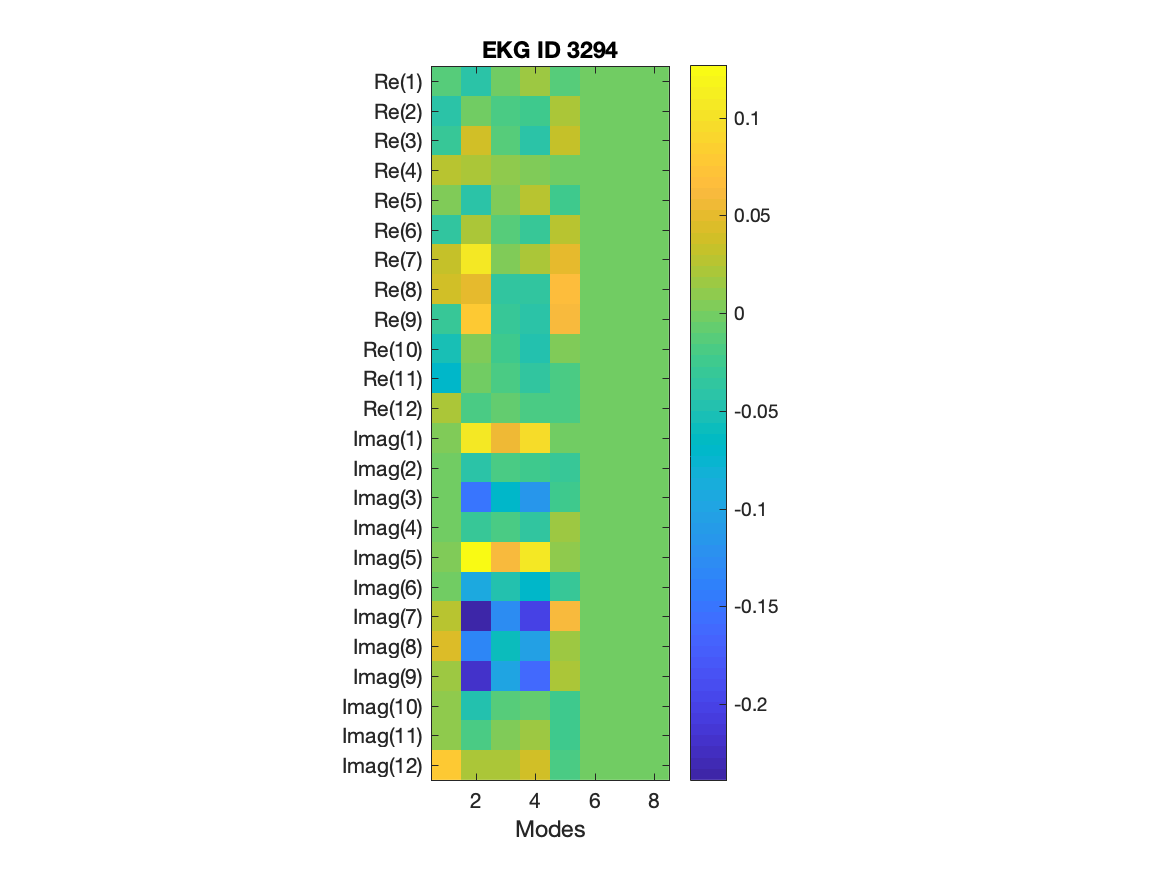 EKG ID 3294
Re(1)
Re(2)
Re(3)
Re(4)
Re(5)
Re(6)
Re(7)
Re(8)
Re(9)
Re(10)
Re(11)
Re(12)
Imag(1)
Imag(2)
Imag(3)
Imag(4)
Imag(5)
Imag(6)
Imag(7)
Imag(8)
Imag(9)
Imag(10)
Imag(11)
Imag(12)
2 4 6 8
Modes
0.1
0.05
0
-0.05
-0.1
-0.15
-0.2